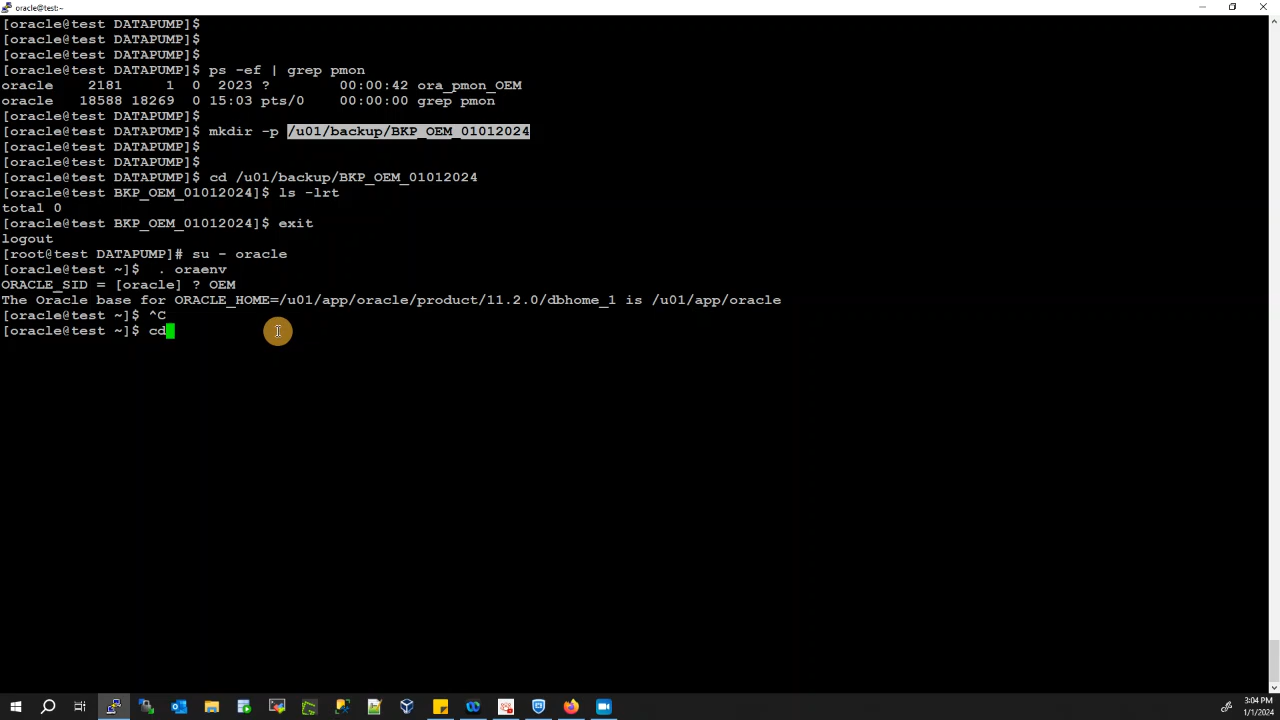 oracle@test:~
[oracle@test DATAPUMP]$
[oracle@test DATAPUMP]$
[oracle@test DATAPUMP]$
[oracle@test DATAPUMP]$ ps -ef | grep pmon
oracle    2181     1  0  2023 ?        00:00:42 ora_pmon_OEM
oracle   18588 18269  0 15:03 pts/0    00:00:00 grep pmon
[oracle@test DATAPUMP]$
[oracle@test DATAPUMP]$ mkdir -p /u01/backup/BKP_OEM_01012024
[oracle@test DATAPUMP]$
[oracle@test DATAPUMP]$
[oracle@test DATAPUMP]$ cd /u01/backup/BKP_OEM_01012024
[oracle@test BKP_OEM_01012024]$ ls -lrt
total 0
[oracle@test BKP_OEM_01012024]$ exit
logout
[root@test DATAPUMP]# su - oracle
[oracle@test ~]$  . oraenv
ORACLE_SID = [oracle] ? OEM
The Oracle base for ORACLE_HOME=/u01/app/oracle/product/11.2.0/dbhome_1 is /u01/app/oracle
[oracle@test ~]$ ^C
[oracle@test ~]$ cd
3:04 PM
1/1/2024